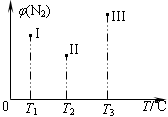 φ(N₂)
III
I
II
0 T₁ T₂ T₃ T/℃